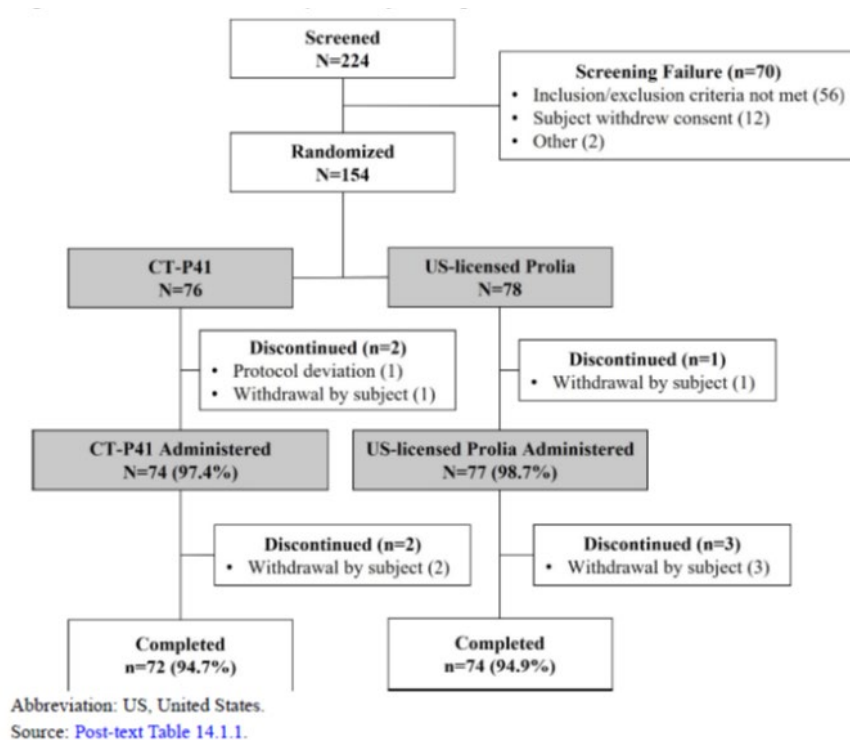 Screened
N=224
Screening Failure (n=70)
• Inclusion/exclusion criteria not met (56)
• Subject withdrew consent (12)
• Other (2)
Randomized
N=154
CT-P41
N=76
US-licensed Prolia
N=78
Discontinued (n=2)
• Protocol deviation (1)
• Withdrawal by subject (1)
Discontinued (n=1)
• Withdrawal by subject (1)
CT-P41 Administered
N=74 (97.4%)
US-licensed Prolia Administered
N=77 (98.7%)
Discontinued (n=2)
• Withdrawal by subject (2)
Discontinued (n=3)
• Withdrawal by subject (3)
Completed
n=72 (94.7%)
Completed
n=74 (94.9%)
Abbreviation: US, United States.
Source: Post-text Table 14.1.1.